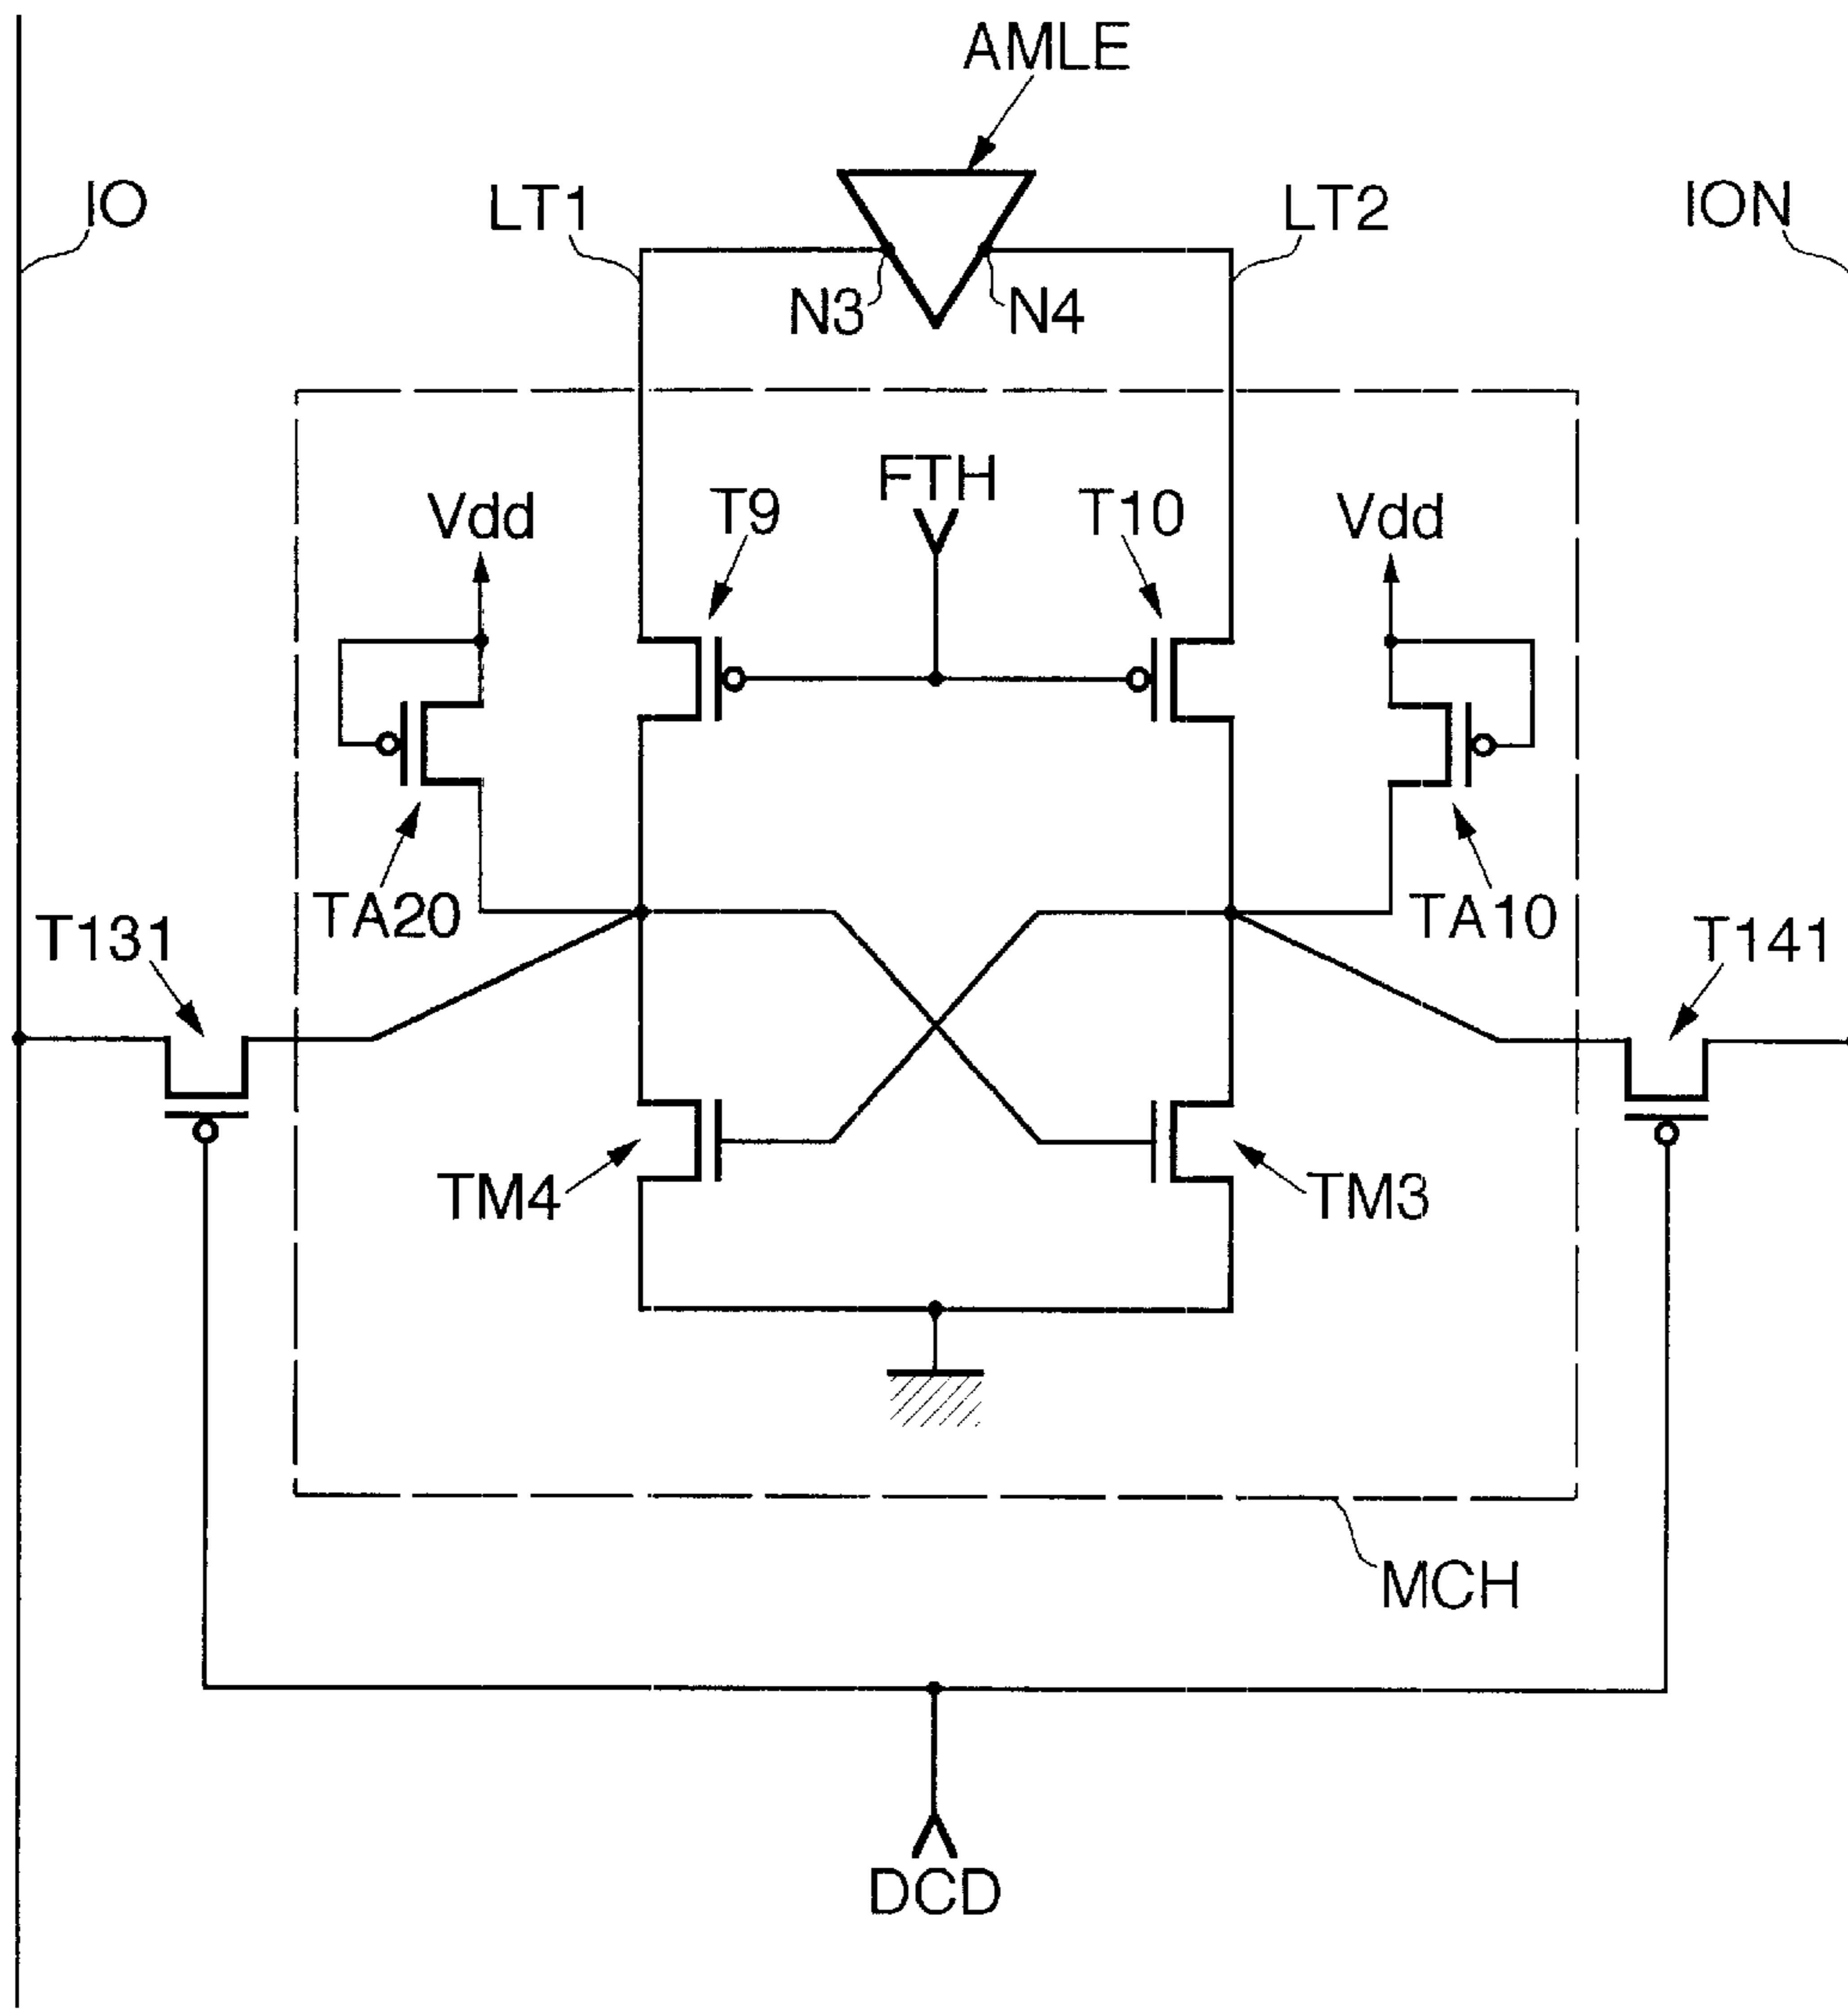 AMLE
IO
LT1
LT2
ION
N3
N4
FTH
Vdd
T9
T10
Vdd
TA20
TA10
T131
T141
TM4
TM3
MCH
DCD